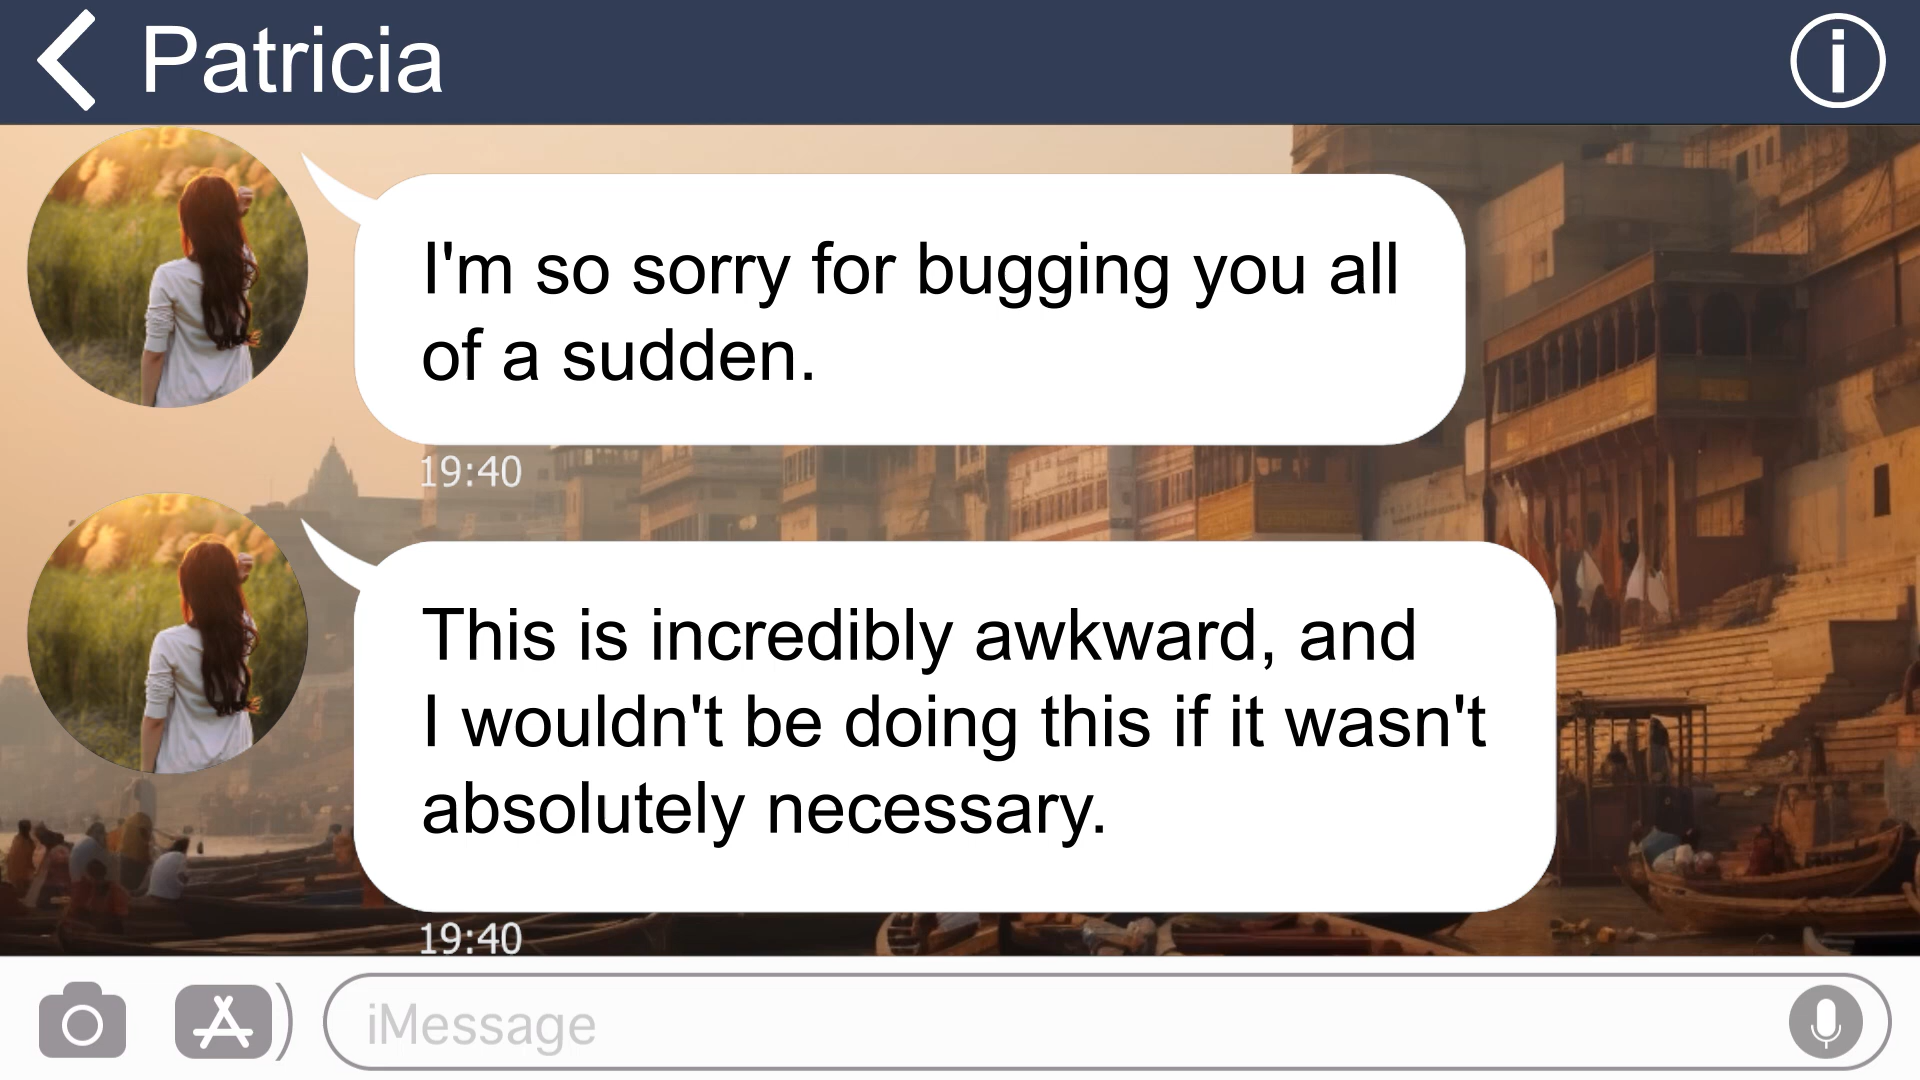 Patricia
I'm so sorry for bugging you all
of a sudden.
19:40
This is incredibly awkward, and
I wouldn't be doing this if it wasn't
absolutely necessary.
19:40
iMessage